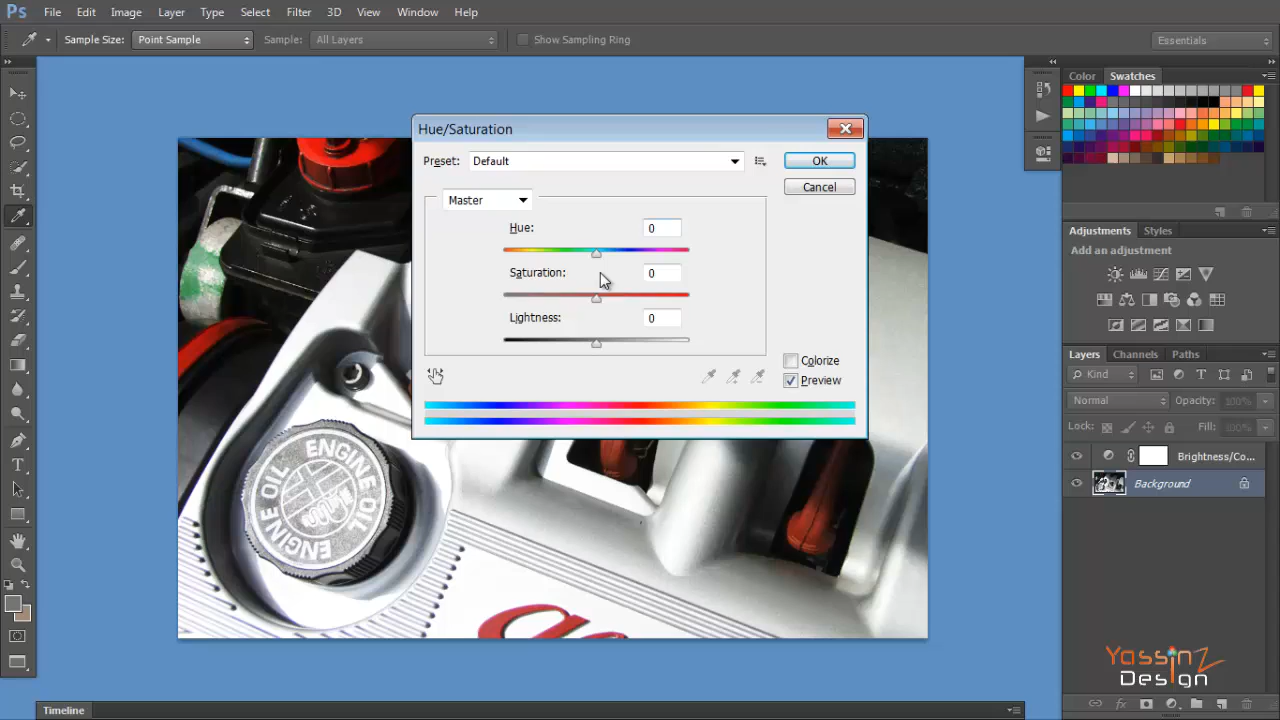 Ps File Edit Image Layer Type Select Filter 3D View Window Help
Sample Size: Point Sample Sample: All Layers Show Sampling Ring Essentials
Color Swatches
Hue/Saturation
Preset: Default OK
Cancel
Master
Hue: 0
Saturation: 0
Lightness: 0
Colorize
Preview
Adjustments Styles
Add an adjustment
Layers Channels Paths
Kind
Normal Opacity: 100%
Lock: Fill: 100%
Brightness/Co...
Background
ENGINE OIL
ENGINE OIL
YassinZ
Design
Timeline